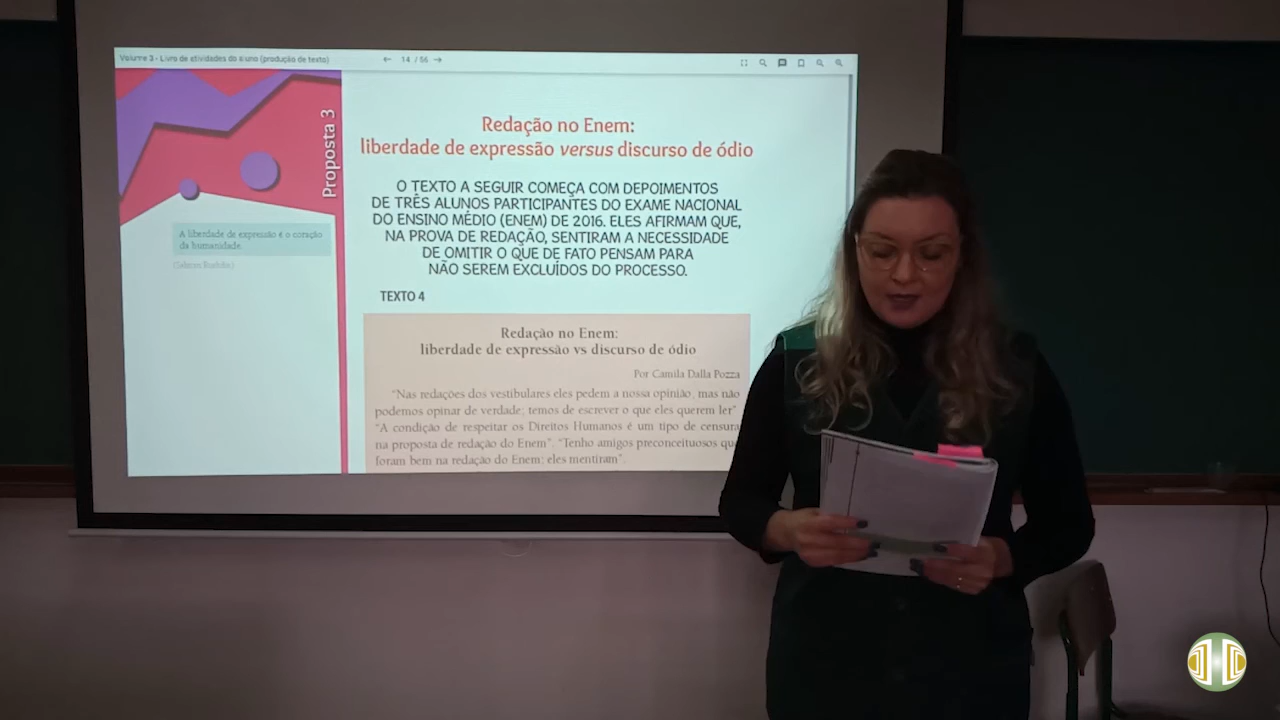 Volume 3 - Livro de atividades do aluno (produção de texto)
14 / 56
Proposta 3
A liberdade de expressão é o coração
da humanidade.
Redação no Enem:
liberdade de expressão versus discurso de ódio
O TEXTO A SEGUIR COMEÇA COM DEPOIMENTOS
DE TRÊS ALUNOS PARTICIPANTES DO EXAME NACIONAL
DO ENSINO MÉDIO (ENEM) DE 2016. ELES AFIRMAM QUE,
NA PROVA DE REDAÇÃO, SENTIRAM A NECESSIDADE
DE OMITIR O QUE DE FATO PENSAM PARA
NÃO SEREM EXCLUÍDOS DO PROCESSO.
TEXTO 4
Redação no Enem:
liberdade de expressão vs discurso de ódio
Por Camila Dalla Pozza
“Nas redações dos vestibulares eles pedem a nossa opinião, mas não
podemos opinar de verdade; temos de escrever o que eles querem ler”
“A condição de respeitar os Direitos Humanos é um tipo de censura
na proposta de redação do Enem”. “Tenho amigos preconceituosos qu
foram bem na redação do Enem; eles mentiram”.